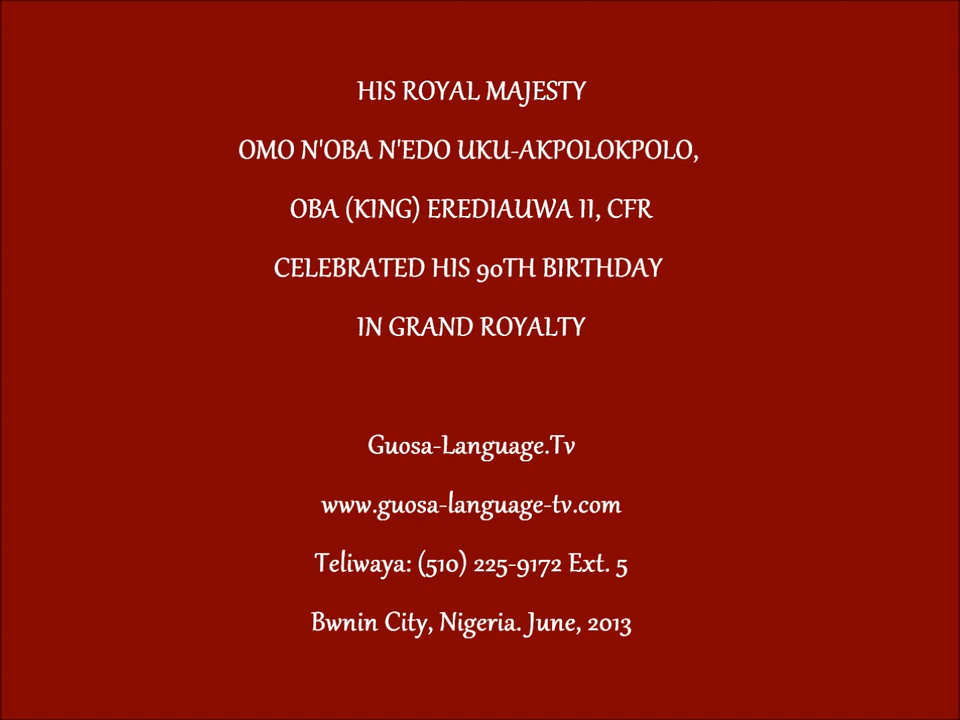 HIS ROYAL MAJESTY
OMO N'OBA N'EDO UKU-AKPOLOKPOLO,
OBA (KING) EREDIAUWA II, CFR
CELEBRATED HIS 90TH BIRTHDAY
IN GRAND ROYALTY
Guosa-Language.Tv
www.guosa-language-tv.com
Teliwaya: (510) 225-9172 Ext. 5
Bwnin City, Nigeria. June, 2013